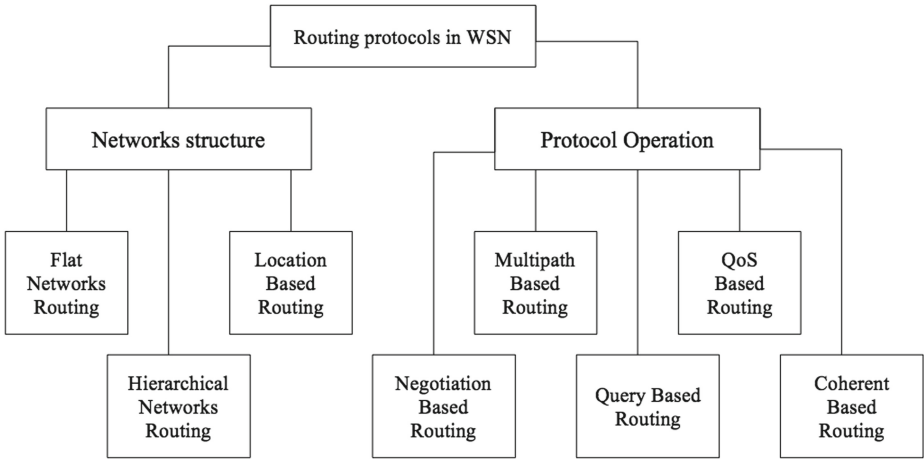 Routing protocols in WSN
Networks structure
Protocol Operation
Flat
Networks
Routing
Location
Based
Routing
Multipath
Based
Routing
QoS
Based
Routing
Hierarchical
Networks
Routing
Negotiation
Based
Routing
Query Based
Routing
Coherent
Based
Routing